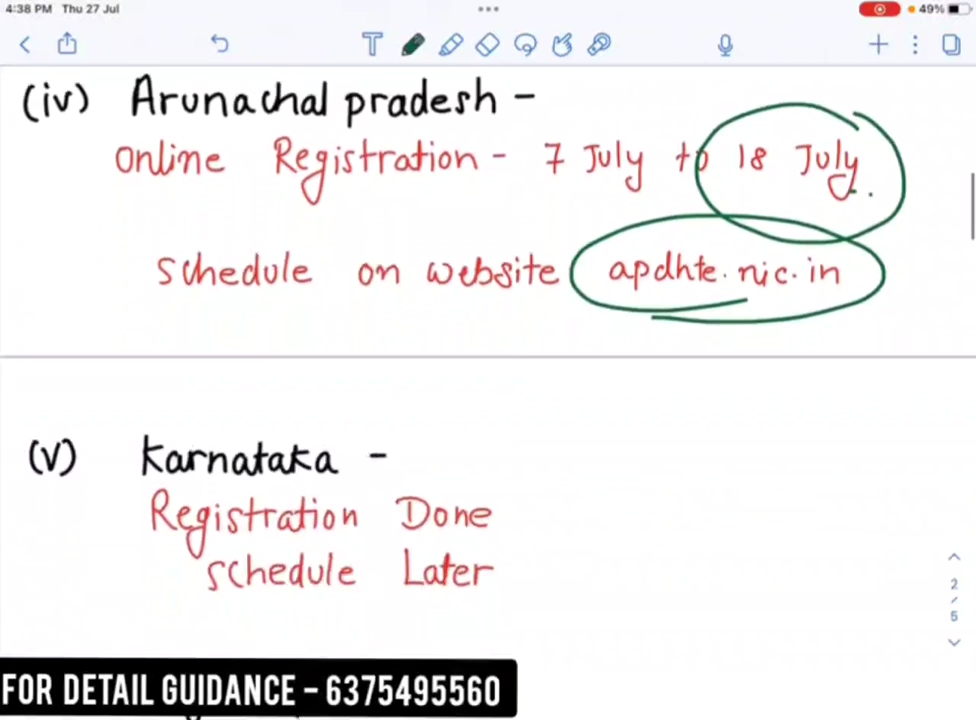 4:38 PM Thu 27 Jul
49%
(iv) Arunachal pradesh -
Online Registration - 7 July to 18 July.
schedule on website apdhte.nic.in
(v) Karnataka -
Registration Done
schedule Later
2
/
5
FOR DETAIL GUIDANCE - 6375495560